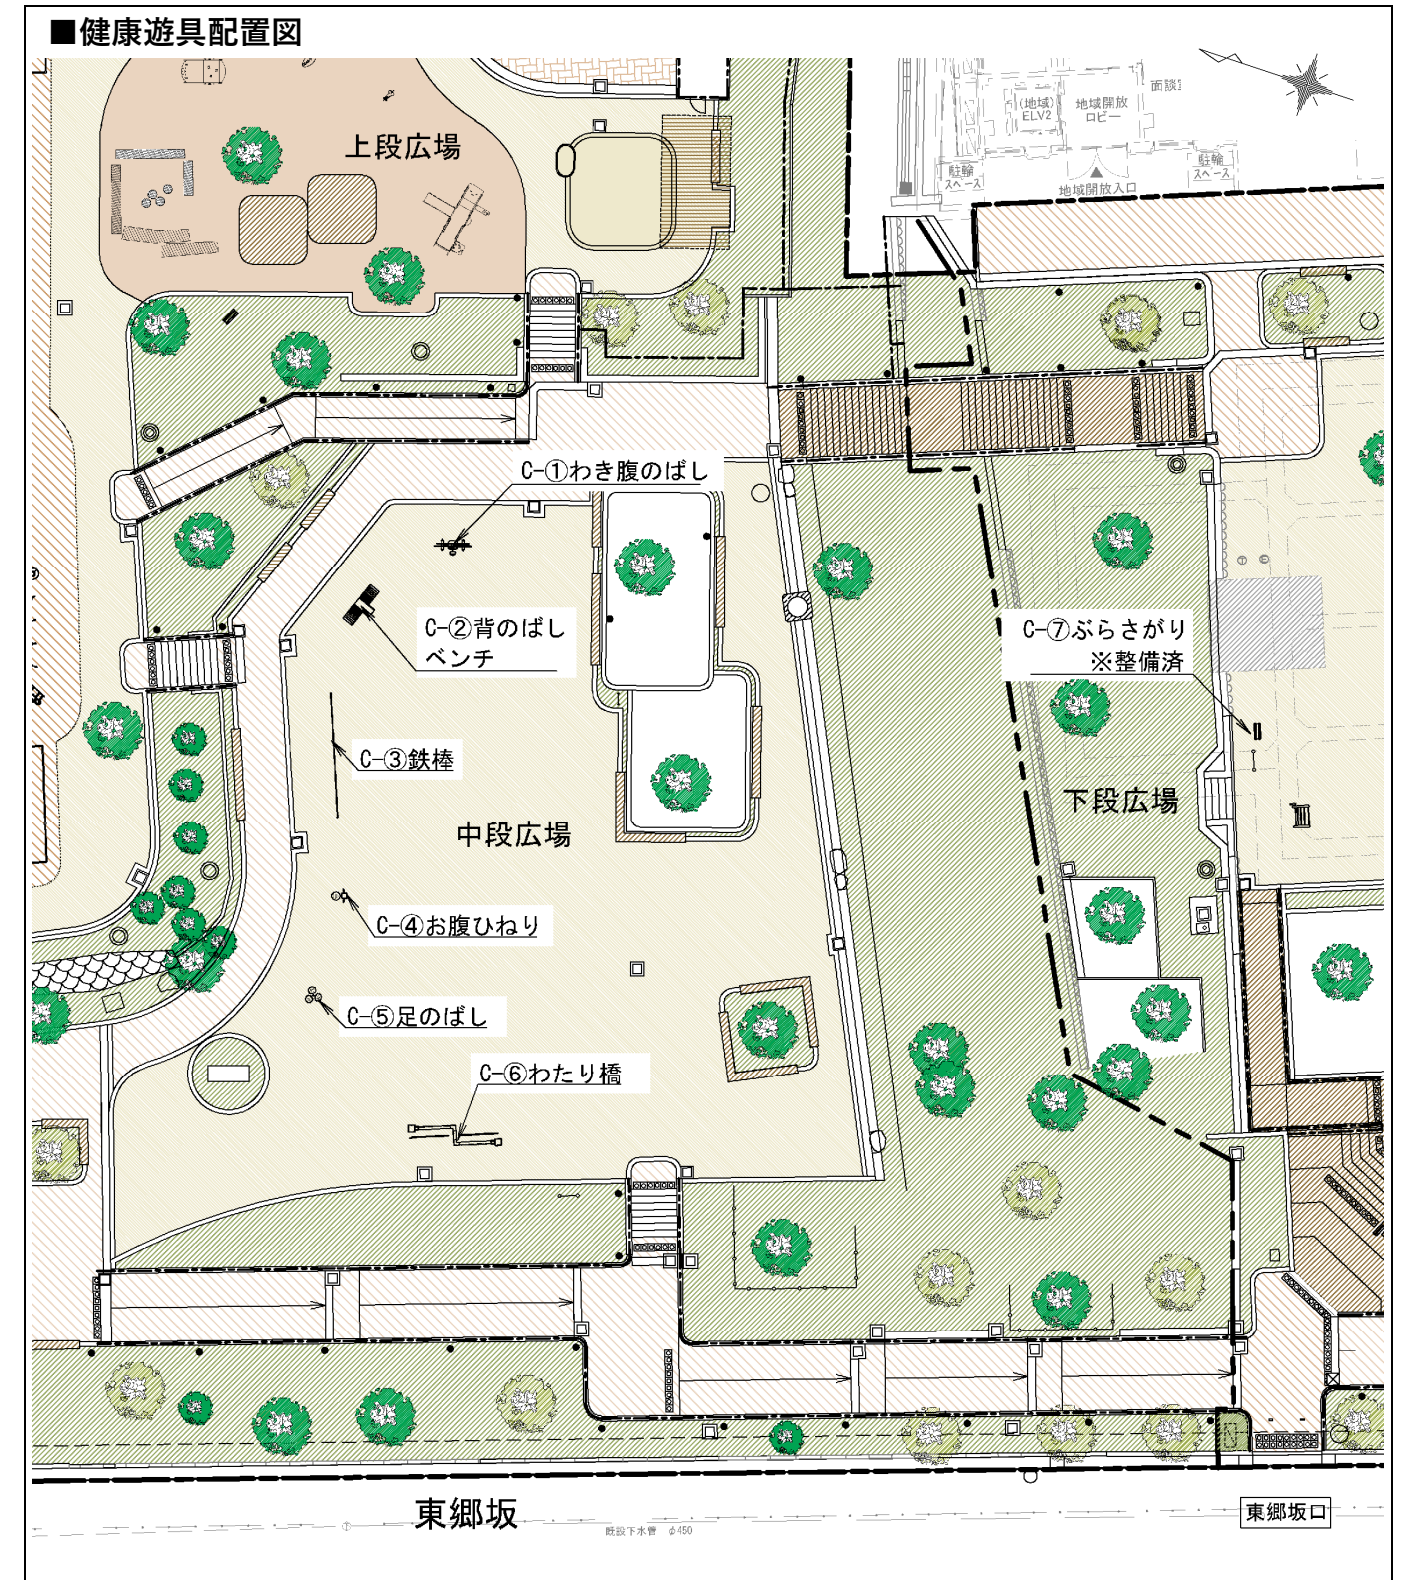 ■健康遊具配置図
(地域)
ELV2
地域開放
ロビー
駐輪
スペース
地域開放入口
駐輪
スペース
上段広場
C-①わき腹のばし
C-②背のばし
ベンチ
C-⑦ぶらさがり
※整備済
C-③鉄棒
下段広場
中段広場
C-④お腹ひねり
C-⑤足のばし
C-⑥わたり橋
東郷坂
東郷坂口
既設下水管 φ450